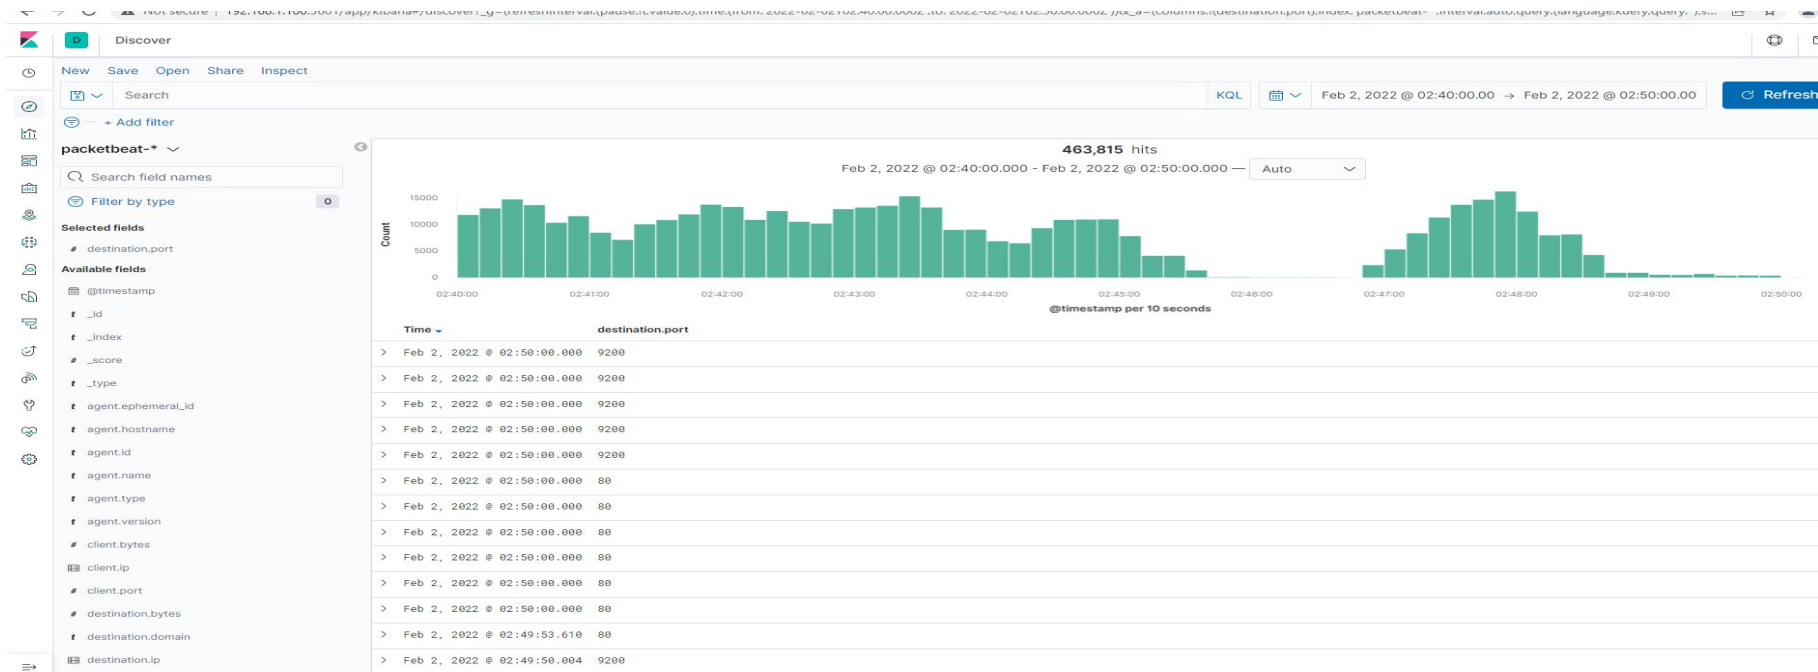 Discover
D
New Save Open Share Inspect
Search KQL Feb 2, 2022 @ 02:40:00.00 → Feb 2, 2022 @ 02:50:00.00 Refresh
+ Add filter
packetbeat-*
Search field names
Filter by type 0
Selected fields
# destination.port
Available fields
@timestamp
t _id
t _index
# _score
t _type
t agent.ephemeral_id
t agent.hostname
t agent.id
t agent.name
t agent.type
t agent.version
# client.bytes
client.ip
# client.port
# destination.bytes
t destination.domain
destination.ip
463,815 hits
Feb 2, 2022 @ 02:40:00.000 - Feb 2, 2022 @ 02:50:00.000 — Auto
Count
15000
10000
5000
0
02:40:00 02:41:00 02:42:00 02:43:00 02:44:00 02:45:00 02:46:00 02:47:00 02:48:00 02:49:00 02:50:00
@timestamp per 10 seconds
Time destination.port
> Feb 2, 2022 @ 02:50:00.000 9200
> Feb 2, 2022 @ 02:50:00.000 9200
> Feb 2, 2022 @ 02:50:00.000 9200
> Feb 2, 2022 @ 02:50:00.000 9200
> Feb 2, 2022 @ 02:50:00.000 9200
> Feb 2, 2022 @ 02:50:00.000 80
> Feb 2, 2022 @ 02:50:00.000 80
> Feb 2, 2022 @ 02:50:00.000 80
> Feb 2, 2022 @ 02:50:00.000 80
> Feb 2, 2022 @ 02:50:00.000 80
> Feb 2, 2022 @ 02:50:00.000 80
> Feb 2, 2022 @ 02:49:53.610 80
> Feb 2, 2022 @ 02:49:50.004 9200